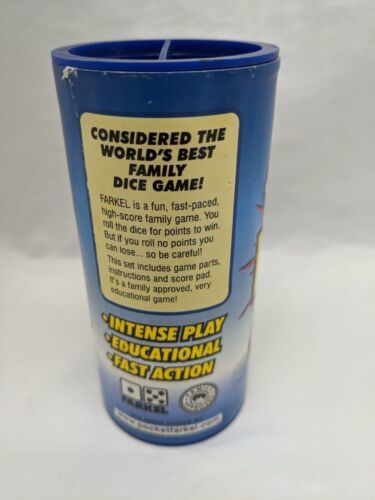 CONSIDERED THE
WORLD'S BEST
FAMILY
DICE GAME!
FARKEL is a fun, fast-paced,
high-score family game. You
roll the dice for points to win.
But if you roll no points you
can lose... so be careful!
This set includes game parts,
instructions and score pad.
It's a family approved, very
educational game!
•INTENSE PLAY
•EDUCATIONAL
•FAST ACTION
FARKEL
www.pocketfarkel.com